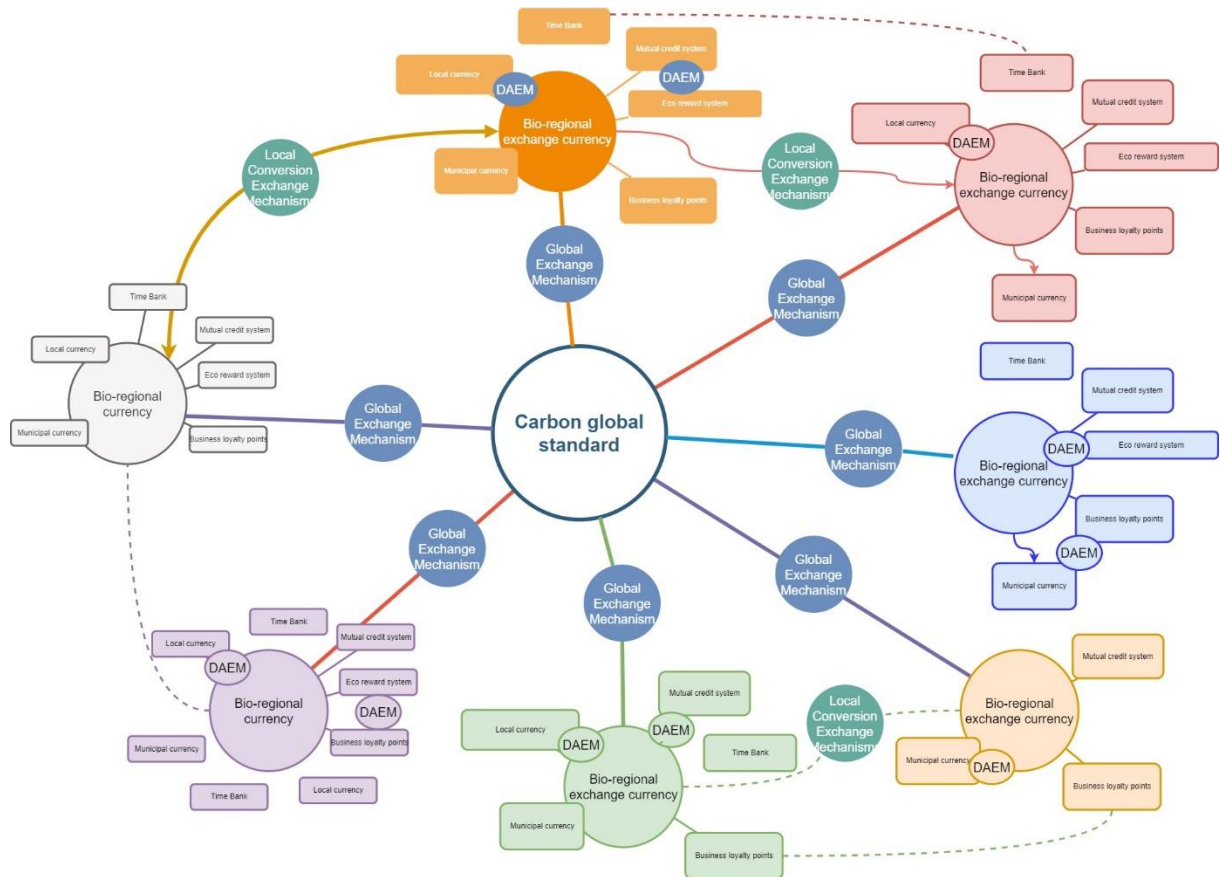 Time Bank
Mutual credit system
Local currency
DAEM
DAEM
Eco reward system
Bio-regional
exchange currency
Municipal currency
Business loyalty points
Local
Conversion
Exchange
Mechanisms
Local
Conversion
Exchange
Mechanisms
Time Bank
Mutual credit system
Local currency
DAEM
Eco reward system
Bio-regional
exchange currency
Business loyalty points
Municipal currency
Global
Exchange
Mechanism
Global
Exchange
Mechanism
Time Bank
Mutual credit system
Local currency
Eco reward system
Bio-regional
currency
Municipal currency
Business loyalty points
Global
Exchange
Mechanism
Carbon global
standard
Global
Exchange
Mechanism
Time Bank
Mutual credit system
DAEM
Eco reward system
Bio-regional
exchange currency
Business loyalty points
DAEM
Municipal currency
Global
Exchange
Mechanism
Global
Exchange
Mechanism
Global
Exchange
Mechanism
Time Bank
Local currency
Mutual credit system
DAEM
Eco reward system
Bio-regional
currency
DAEM
Municipal currency
Business loyalty points
Time Bank
Local currency
Mutual credit system
Local currency
DAEM
DAEM
Time Bank
Bio-regional
exchange currency
Municipal currency
Business loyalty points
Local
Conversion
Exchange
Mechanisms
Mutual credit system
Bio-regional
exchange currency
Municipal currency
DAEM
Business loyalty points